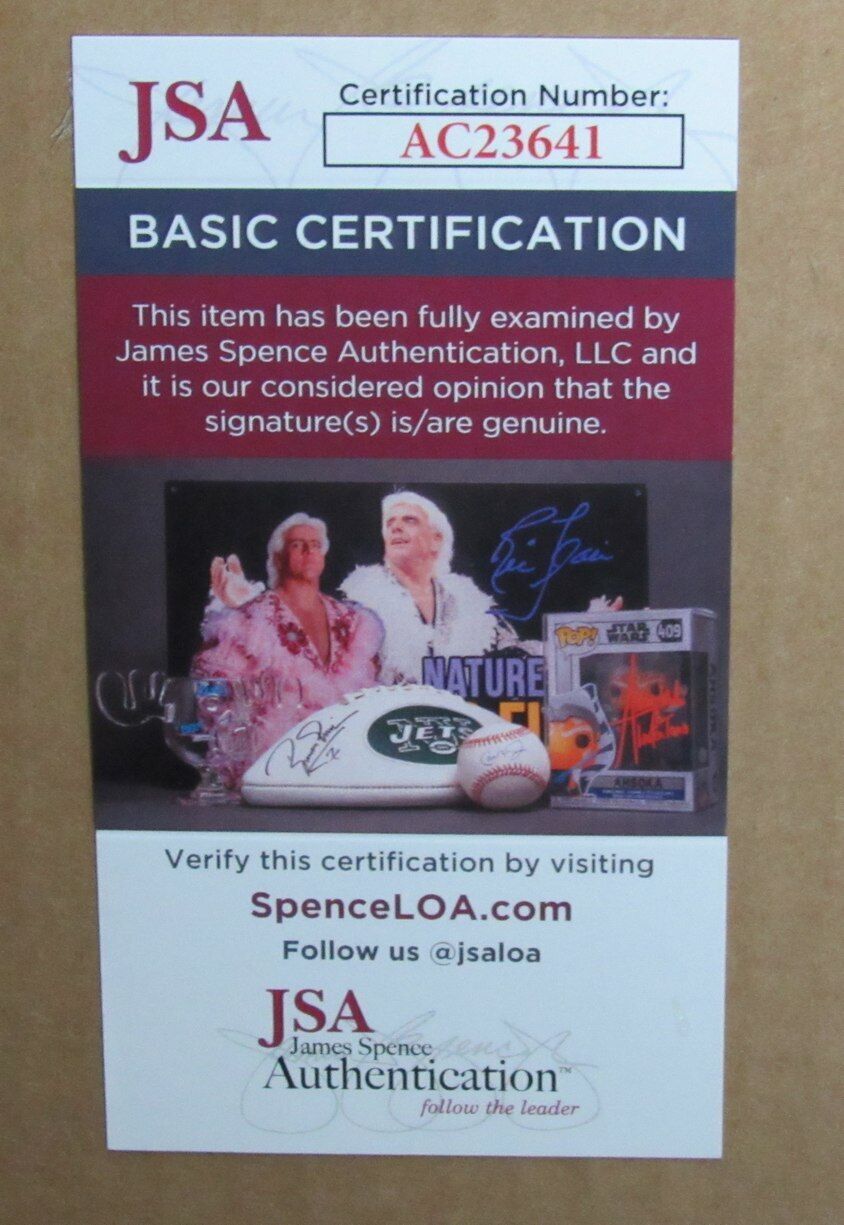 JSA
Certification Number:
AC23641
BASIC CERTIFICATION
This item has been fully examined by
James Spence Authentication, LLC and
it is our considered opinion that the
signature(s) is/are genuine.
NATURE
POP!
STAR
WARS
409
JETS
AHSOKA
Verify this certification by visiting
SpenceLOA.com
Follow us @jsaloa
JSA
James Spence
Authentication™
follow the leader